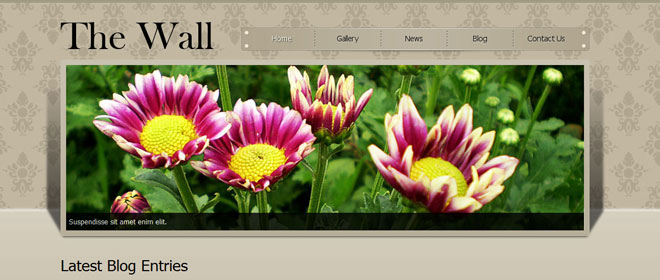 The Wall
Home Gallery News Blog Contact Us
Suspendisse sit amet enim elit.
Latest Blog Entries